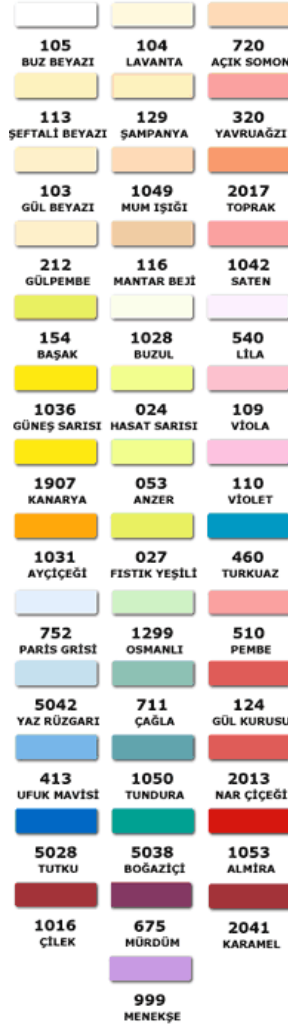 105 104 720
BUZ BEYAZI LAVANTA AÇIK SOMON
113 129 320
ŞEFTALİ BEYAZI ŞAMPANYA YAVRUAĞZI
103 1049 2017
GÜL BEYAZI MUM IŞIĞI TOPRAK
212 116 1042
GÜLPEMBE MANTAR BEJİ SATEN
154 1028 540
BAŞAK BUZUL LİLA
1036 024 109
GÜNEŞ SARISI HASAT SARISI VİOLA
1907 053 110
KANARYA ANZER VİOLET
1031 027 460
AYÇİÇEĞİ FISTIK YEŞİLİ TURKUAZ
752 1299 510
PARİS GRİSİ OSMANLI PEMBE
5042 711 124
YAZ RÜZGARI ÇAĞLA GÜL KURUSU
413 1050 2013
UFUK MAVİSİ TUNDURA NAR ÇİÇEĞİ
5028 5038 1053
TUTKU BOĞAZİÇİ ALMİRA
1016 675 2041
ÇİLEK MÜRDÜM KARAMEL
999
MENEKŞE